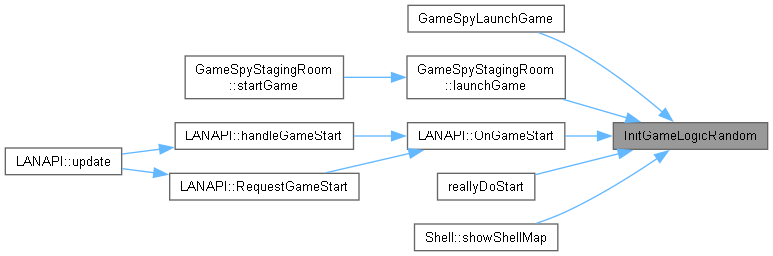 GameSpyLaunchGame
GameSpyStagingRoom
::startGame
GameSpyStagingRoom
::launchGame
LANAPI::handleGameStart
LANAPI::OnGameStart
InitGameLogicRandom
LANAPI::update
LANAPI::RequestGameStart
reallyDoStart
Shell::showShellMap